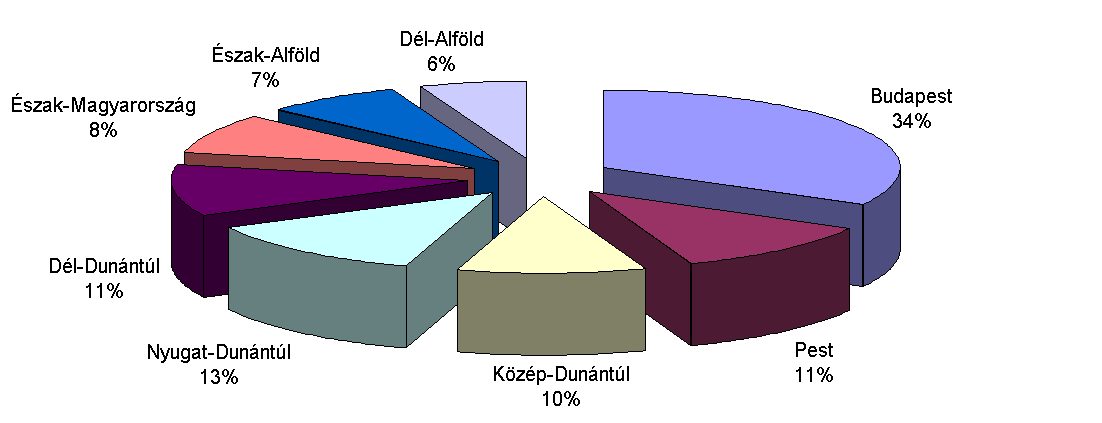 Dél-Alföld
6%
Észak-Alföld
7%
Észak-Magyarország
8%
Budapest
34%
Dél-Dunántúl
11%
Nyugat-Dunántúl
13%
Közép-Dunántúl
10%
Pest
11%